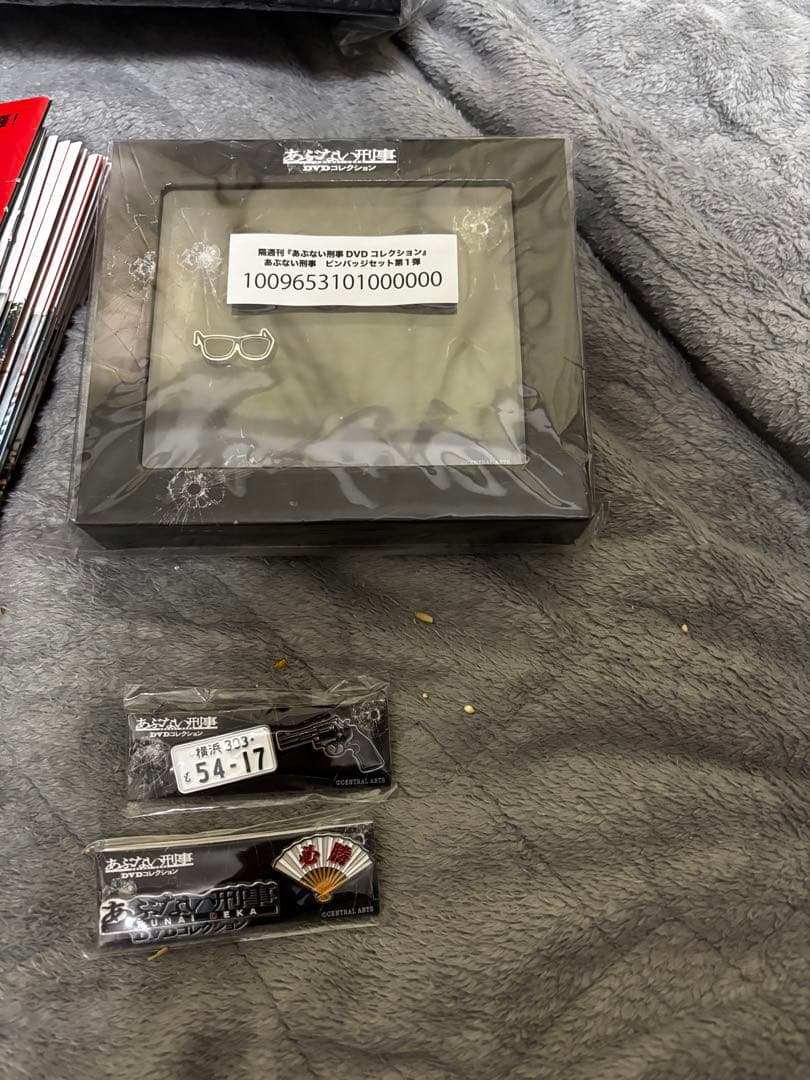 あぶない刑事
DVDコレクション
隔週刊『あぶない刑事 DVD コレクション』
あぶない刑事 ピンバッジセット第1弾
1009653101000000
©CENTRAL ARTS
あぶない刑事
DVDコレクション
横浜 303
も 54-17
©CENTRAL ARTS
あぶない刑事
DVDコレクション
必勝
あぶない刑事
BUNAI DEKA
DVDコレクション
©CENTRAL ARTS